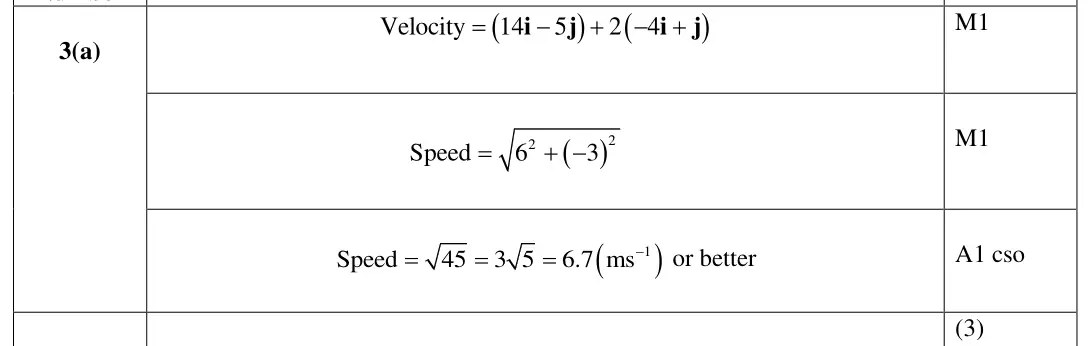 Velocity = (14i − 5j) + 2(−4i + j) M1
3(a)
Speed = √(6² + (−3)²) M1
Speed = √45 = 3√5 = 6.7 (ms⁻¹) or better A1 cso
(3)